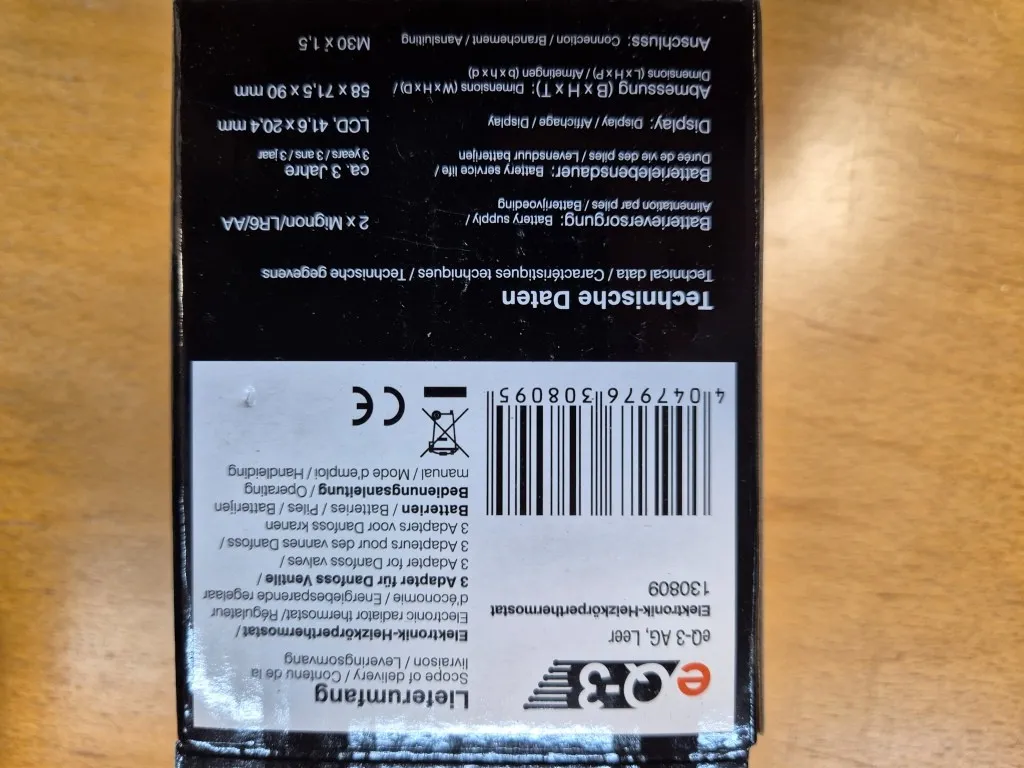 eQ-3
eQ-3 AG, Leer
Elektronik-Heizkörperthermostat
130809
4 047976 308095
Lieferumfang
Scope of delivery / Contenu de la
livraison / Leveringsomvang
Elektronik-Heizkörperthermostat /
Electronic radiator thermostat/ Régulateur
d'économie / Energiebesparende regelaar
3 Adapter für Danfoss Ventile /
3 Adapter for Danfoss valves /
3 Adapteurs pour des vannes Danfoss /
3 Adapters voor Danfoss kranen
Batterien / Batteries / Piles / Batterijen
Bedienungsanleitung / Operating
manual / Mode d'emploi / Handleiding
CE
Technische Daten
Technical data / Caractéristiques techniques / Technische gegevens
Batterieversorgung: Battery supply / 2 x Mignon/LR6/AA
Alimentation par piles / Batterijvoeding
Batterielebensdauer: Battery service life / ca. 3 Jahre
Durée de vie des piles / Levensduur batterijen 3 years / 3 ans / 3 jaar
Display: Display / Affichage / Display LCD, 41,6 x 20,4 mm
Abmessung (B x H x T): Dimensions (W x H x D) / 58 x 71,5 x 90 mm
Dimensions (L x H x P) / Afmetingen (b x h x d)
Anschluss: Connection / Branchement / Aansluiting M30 x 1,5